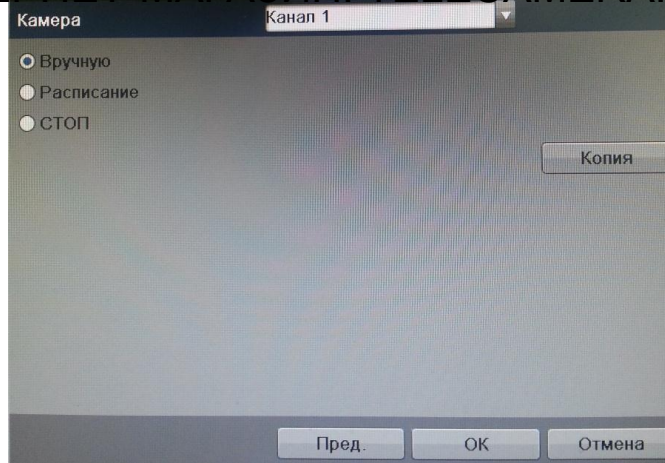 Камера Канал 1
Вручную
Расписание
СТОП
Копия
Пред. OK Отмена